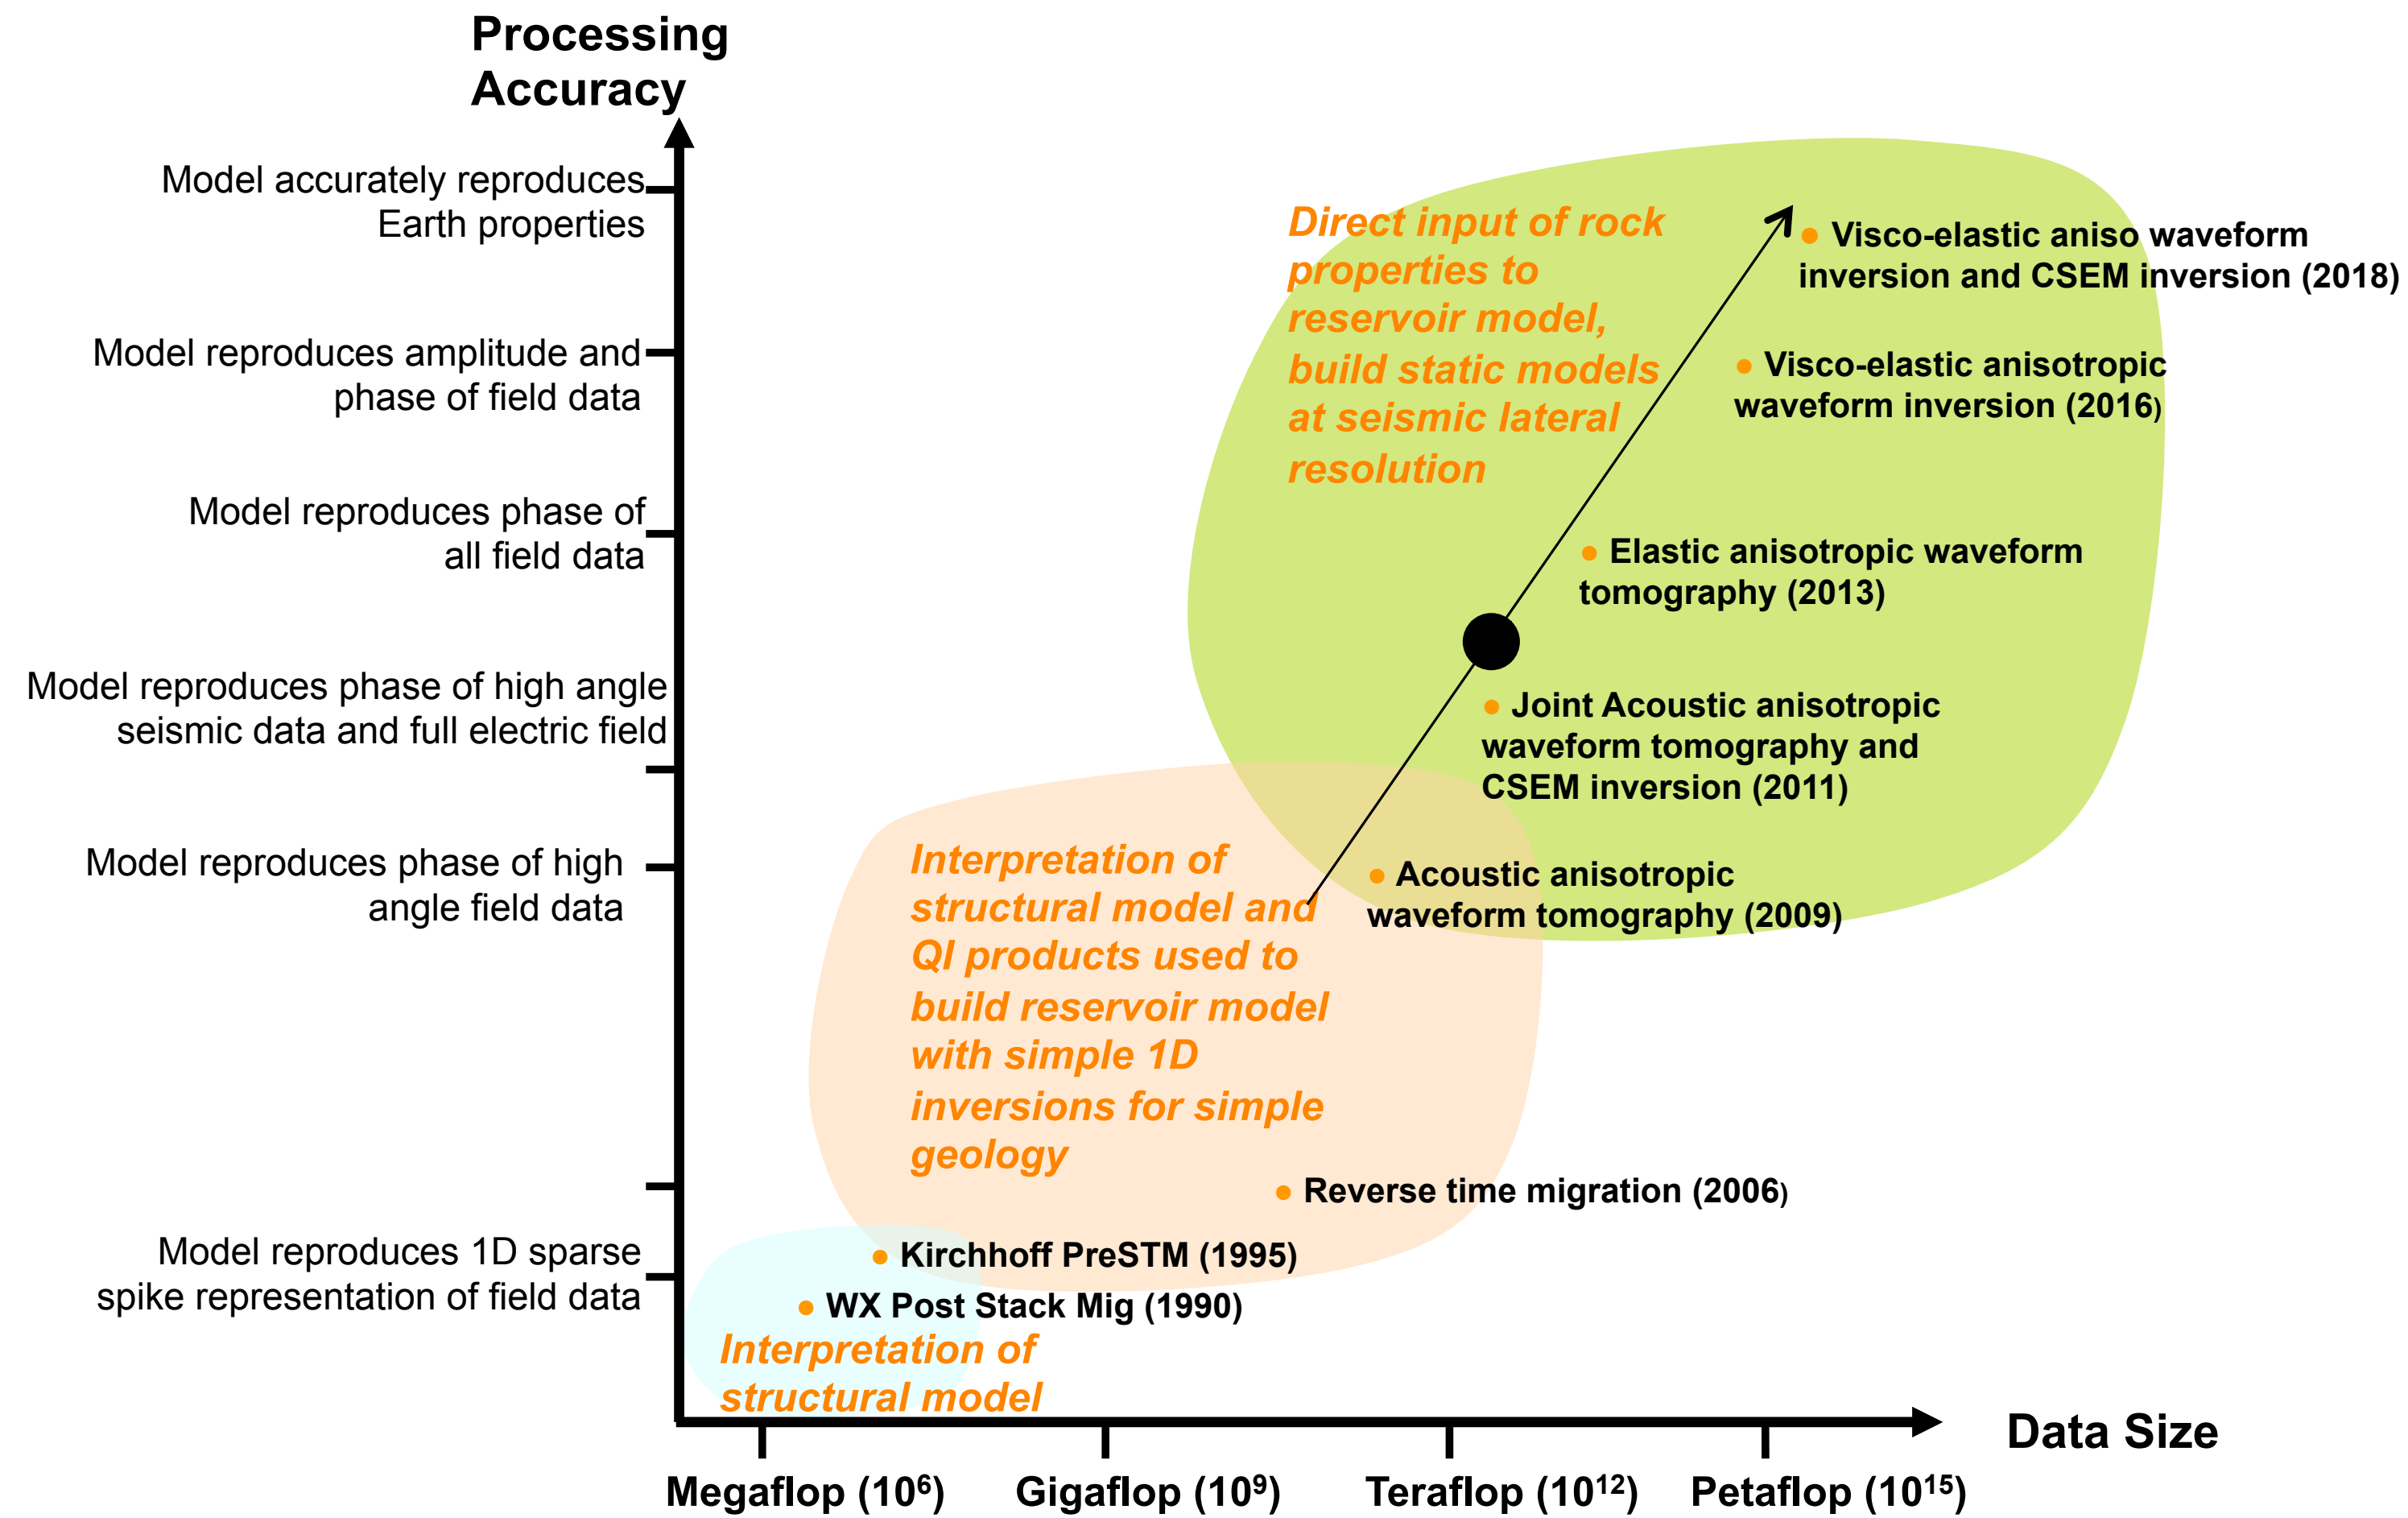 Processing
Accuracy
Model accurately reproduces
Earth properties
Model reproduces amplitude and
phase of field data
Model reproduces phase of
all field data
Model reproduces phase of high angle
seismic data and full electric field
Model reproduces phase of high
angle field data
Model reproduces 1D sparse
spike representation of field data
Direct input of rock
properties to
reservoir model,
build static models
at seismic lateral
resolution
• Visco-elastic aniso waveform
inversion and CSEM inversion (2018)
• Visco-elastic anisotropic
waveform inversion (2016)
• Elastic anisotropic waveform
tomography (2013)
• Joint Acoustic anisotropic
waveform tomography and
CSEM inversion (2011)
• Acoustic anisotropic
waveform tomography (2009)
Interpretation of
structural model and
QI products used to
build reservoir model
with simple 1D
inversions for simple
geology
• Reverse time migration (2006)
• Kirchhoff PreSTM (1995)
• WX Post Stack Mig (1990)
Interpretation of
structural model
Data Size
Megaflop (10⁶) Gigaflop (10⁹) Teraflop (10¹²) Petaflop (10¹⁵)